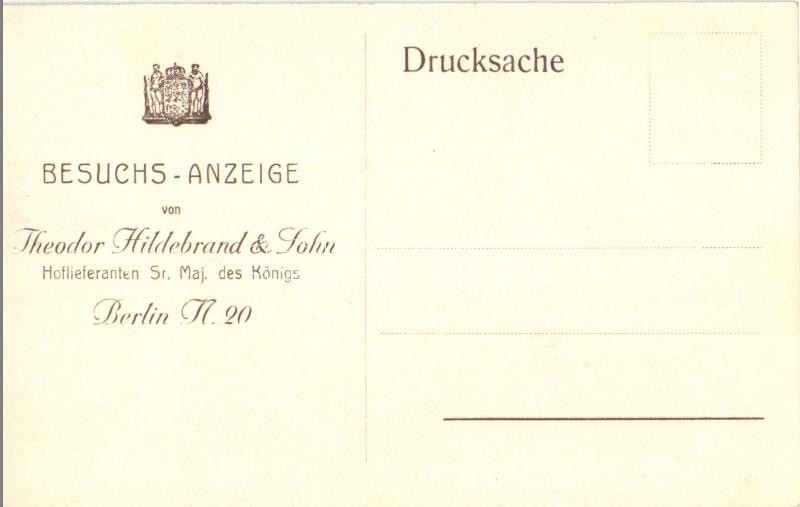 BESUCHS-ANZEIGE
von
Theodor Hildebrand & Sohn
Hoflieferanten Sr. Maj. des Königs
Berlin N. 20
Drucksache